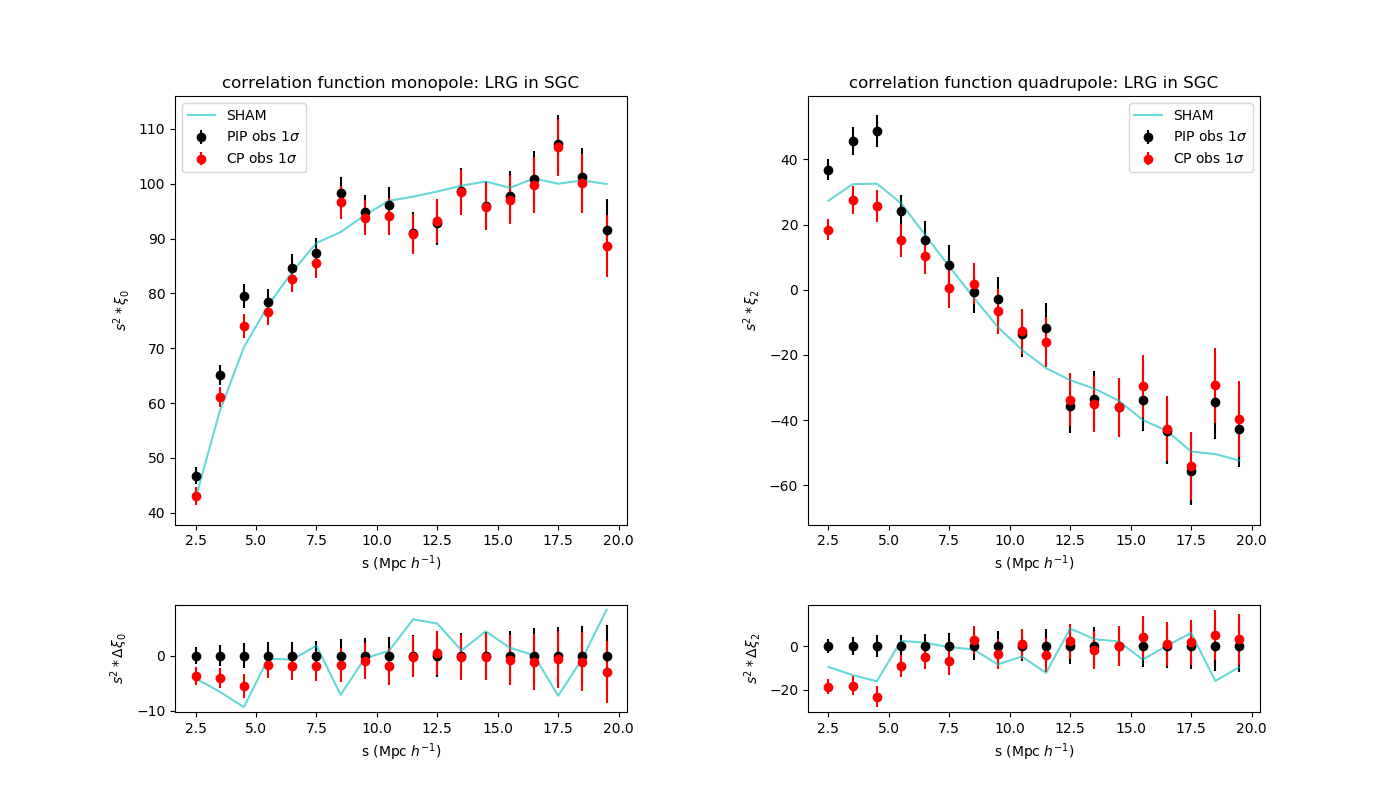 correlation function monopole: LRG in SGC
SHAM
PIP obs 1σ
CP obs 1σ
110
100
90
80
70
60
50
40
s² * ξ₀
2.5 5.0 7.5 10.0 12.5 15.0 17.5 20.0
s (Mpc h⁻¹)
correlation function quadrupole: LRG in SGC
SHAM
PIP obs 1σ
CP obs 1σ
40
20
0
−20
−40
−60
s² * ξ₂
2.5 5.0 7.5 10.0 12.5 15.0 17.5 20.0
s (Mpc h⁻¹)
0
−10
s² * Δξ₀
2.5 5.0 7.5 10.0 12.5 15.0 17.5 20.0
s (Mpc h⁻¹)
0
−20
s² * Δξ₂
2.5 5.0 7.5 10.0 12.5 15.0 17.5 20.0
s (Mpc h⁻¹)